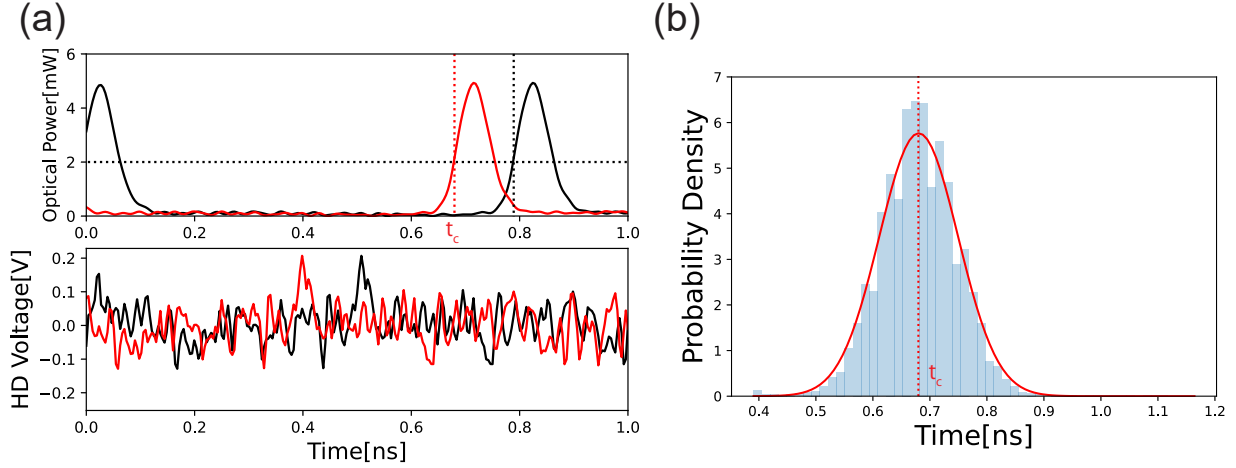 (a)
Optical Power[mW]
6
4
2
0
0.0 0.2 0.4 0.6 0.8 1.0
t_c
HD Voltage[V]
0.2
0.1
0.0
−0.1
−0.2
0.0 0.2 0.4 0.6 0.8 1.0
Time[ns]
(b)
Probability Density
7
6
5
4
3
2
1
0
t_c
0.4 0.5 0.6 0.7 0.8 0.9 1.0 1.1 1.2
Time[ns]